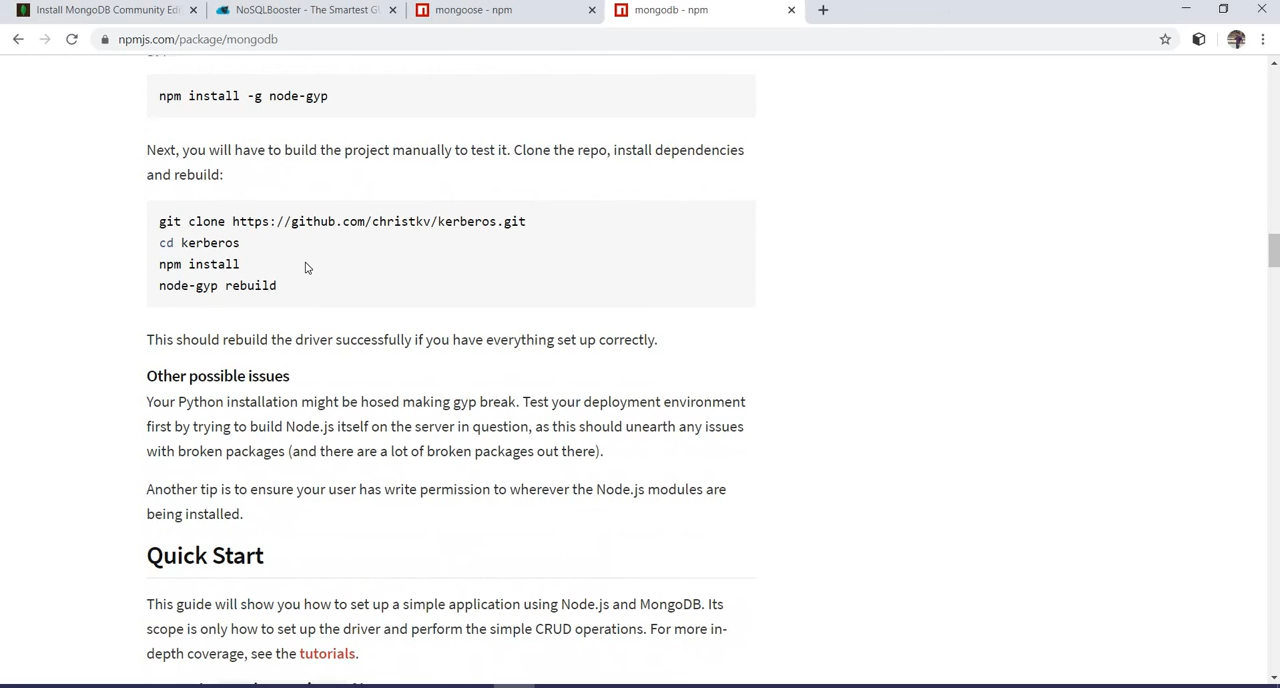 Install MongoDB Community Edi
NoSQLBooster - The Smartest GU
mongoose - npm
mongodb - npm
npmjs.com/package/mongodb
npm install -g node-gyp
Next, you will have to build the project manually to test it. Clone the repo, install dependencies
and rebuild:
git clone https://github.com/christkv/kerberos.git
cd kerberos
npm install
node-gyp rebuild
This should rebuild the driver successfully if you have everything set up correctly.
Other possible issues
Your Python installation might be hosed making gyp break. Test your deployment environment
first by trying to build Node.js itself on the server in question, as this should unearth any issues
with broken packages (and there are a lot of broken packages out there).
Another tip is to ensure your user has write permission to wherever the Node.js modules are
being installed.
Quick Start
This guide will show you how to set up a simple application using Node.js and MongoDB. Its
scope is only how to set up the driver and perform the simple CRUD operations. For more in-
depth coverage, see the tutorials.